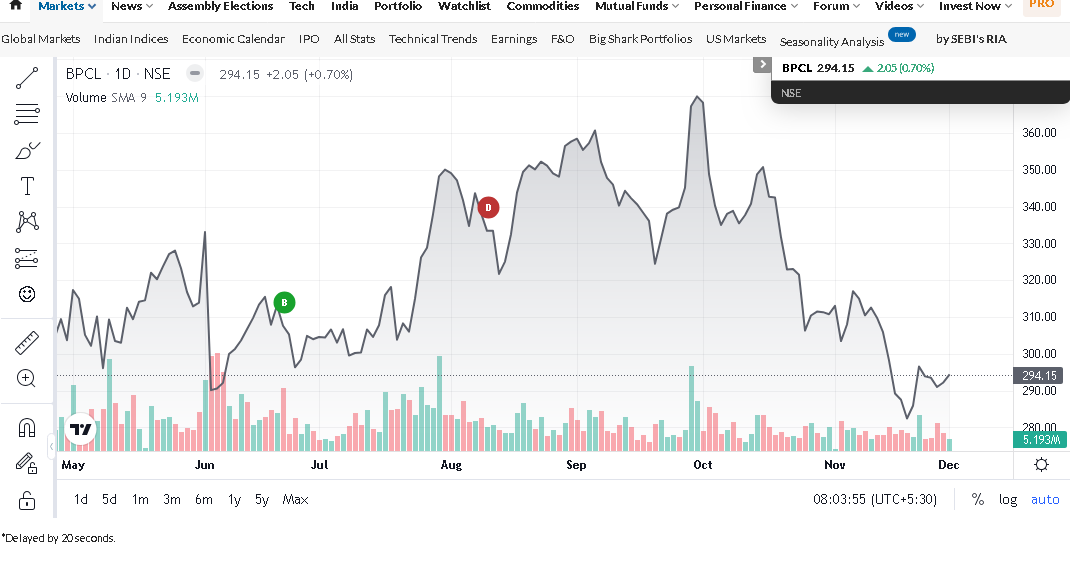 Markets News Assembly Elections Tech India Portfolio Watchlist Commodities Mutual Funds Personal Finance Forum Videos Invest Now PRO
Global Markets Indian Indices Economic Calendar IPO All Stats Technical Trends Earnings F&O Big Shark Portfolios US Markets Seasonality Analysis new by SEBI's RIA
BPCL · 1D · NSE 294.15 +2.05 (+0.70%)
BPCL 294.15 2.05 (0.70%)
NSE
Volume SMA 9 5.193M
360.00
350.00
340.00
330.00
320.00
310.00
300.00
294.15
290.00
280.00
5.193M
D
B
May Jun Jul Aug Sep Oct Nov Dec
1d 5d 1m 3m 6m 1y 5y Max 08:03:55 (UTC+5:30) % log auto
*Delayed by 20 seconds.